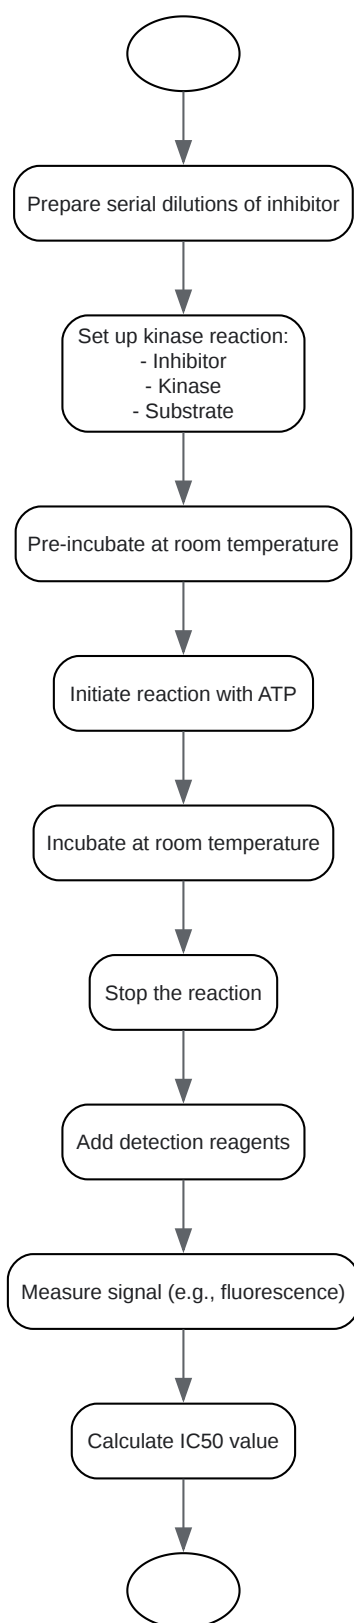 Prepare serial dilutions of inhibitor
Set up kinase reaction:
- Inhibitor
- Kinase
- Substrate
Pre-incubate at room temperature
Initiate reaction with ATP
Incubate at room temperature
Stop the reaction
Add detection reagents
Measure signal (e.g., fluorescence)
Calculate IC50 value